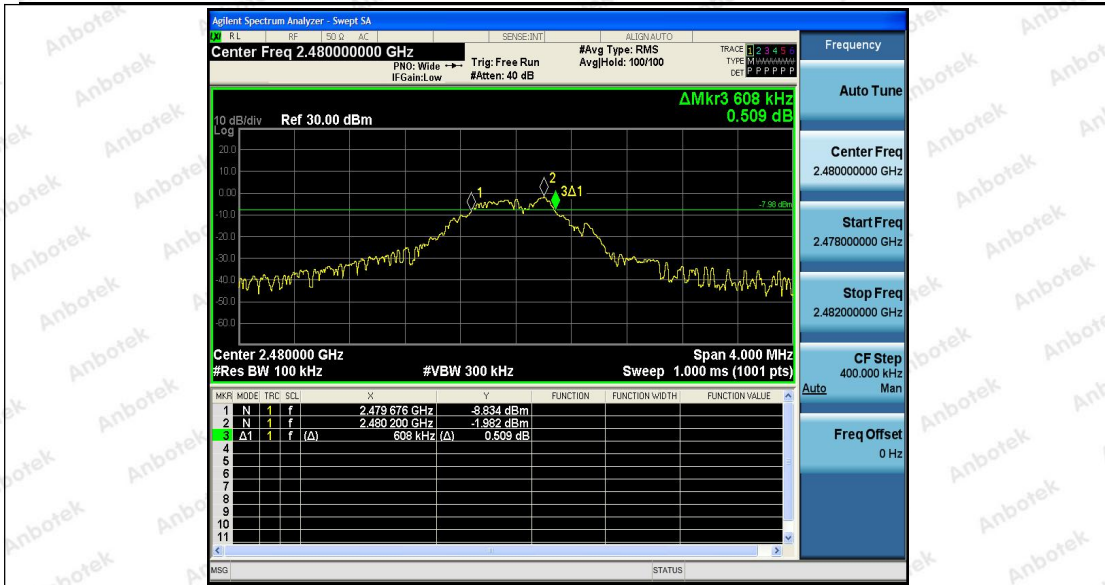 Agilent Spectrum Analyzer - Swept SA
LXI RL RF 50 Ω AC SENSE:INT ALIGN AUTO
Center Freq 2.480000000 GHz
PNO: Wide
IFGain:Low
Trig: Free Run
#Atten: 40 dB
#Avg Type: RMS
Avg|Hold: 100/100
TRACE 1 2 3 4 5 6
TYPE M WWWWW
DET P P P P P P
ΔMkr3 608 kHz
0.509 dB
10 dB/div Ref 30.00 dBm
Log
20.0
10.0
0.00
-10.0
-20.0
-30.0
-40.0
-50.0
-60.0
1
2
3Δ1
-7.98 dBm
Center 2.480000 GHz Span 4.000 MHz
#Res BW 100 kHz #VBW 300 kHz Sweep 1.000 ms (1001 pts)
MKR MODE TRC SCL X Y FUNCTION FUNCTION WIDTH FUNCTION VALUE
1 N 1 f 2.479 676 GHz -8.834 dBm
2 N 1 f 2.480 200 GHz -1.982 dBm
3 Δ1 1 f (Δ) 608 kHz (Δ) 0.509 dB
4
5
6
7
8
9
10
11
MSG STATUS
Frequency
Auto Tune
Center Freq
2.480000000 GHz
Start Freq
2.478000000 GHz
Stop Freq
2.482000000 GHz
CF Step
400.000 kHz
Auto Man
Freq Offset
0 Hz
Anbotek